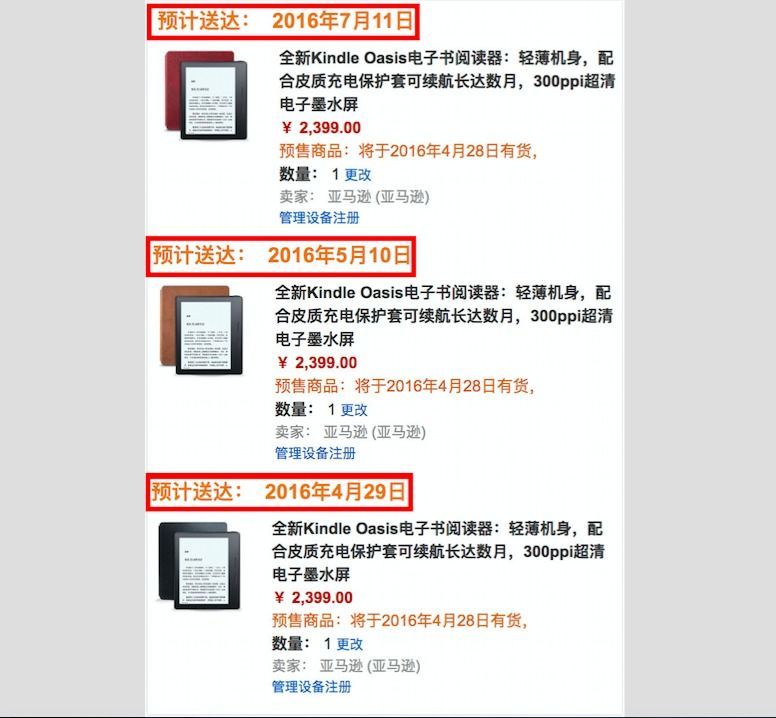 预计送达： 2016年7月11日
全新Kindle Oasis电子书阅读器：轻薄机身，配
合皮质充电保护套可续航长达数月，300ppi超清
电子墨水屏
￥ 2,399.00
预售商品：将于2016年4月28日有货，
数量： 1 更改
卖家： 亚马逊 (亚马逊)
管理设备注册
预计送达： 2016年5月10日
全新Kindle Oasis电子书阅读器：轻薄机身，配
合皮质充电保护套可续航长达数月，300ppi超清
电子墨水屏
￥ 2,399.00
预售商品：将于2016年4月28日有货，
数量： 1 更改
卖家： 亚马逊 (亚马逊)
管理设备注册
预计送达： 2016年4月29日
全新Kindle Oasis电子书阅读器：轻薄机身，配
合皮质充电保护套可续航长达数月，300ppi超清
电子墨水屏
￥ 2,399.00
预售商品：将于2016年4月28日有货，
数量： 1 更改
卖家： 亚马逊 (亚马逊)
管理设备注册